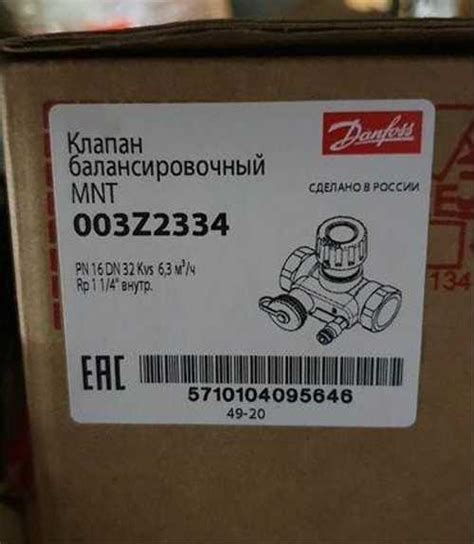 Клапан
балансировочный
MNT
003Z2334
Danfoss
СДЕЛАНО В РОССИИ
PN 16 DN 32 Kvs 6,3 м³/ч
Rp 1 1/4" внутр.
EAC
5710104095646
49-20
134